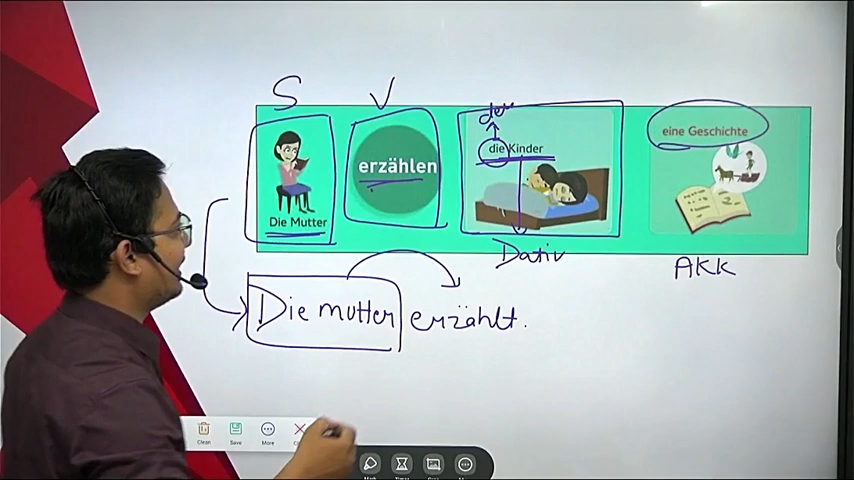 S V
der
die Kinder
eine Geschichte
erzählen
Die Mutter
Dativ
AKK
Die mutter erzählt.
Clean Save More